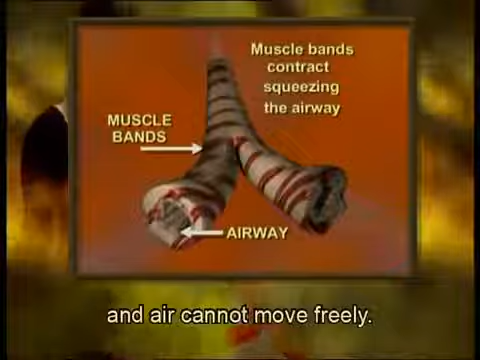 Muscle bands
contract
squeezing
the airway
MUSCLE
BANDS
AIRWAY
and air cannot move freely.